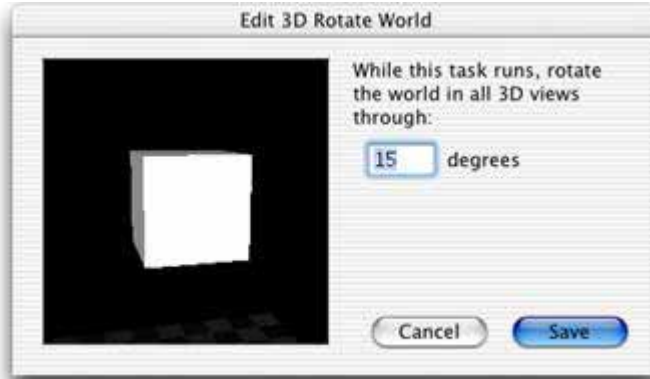 Edit 3D Rotate World
While this task runs, rotate
the world in all 3D views
through:
15 degrees
Cancel Save